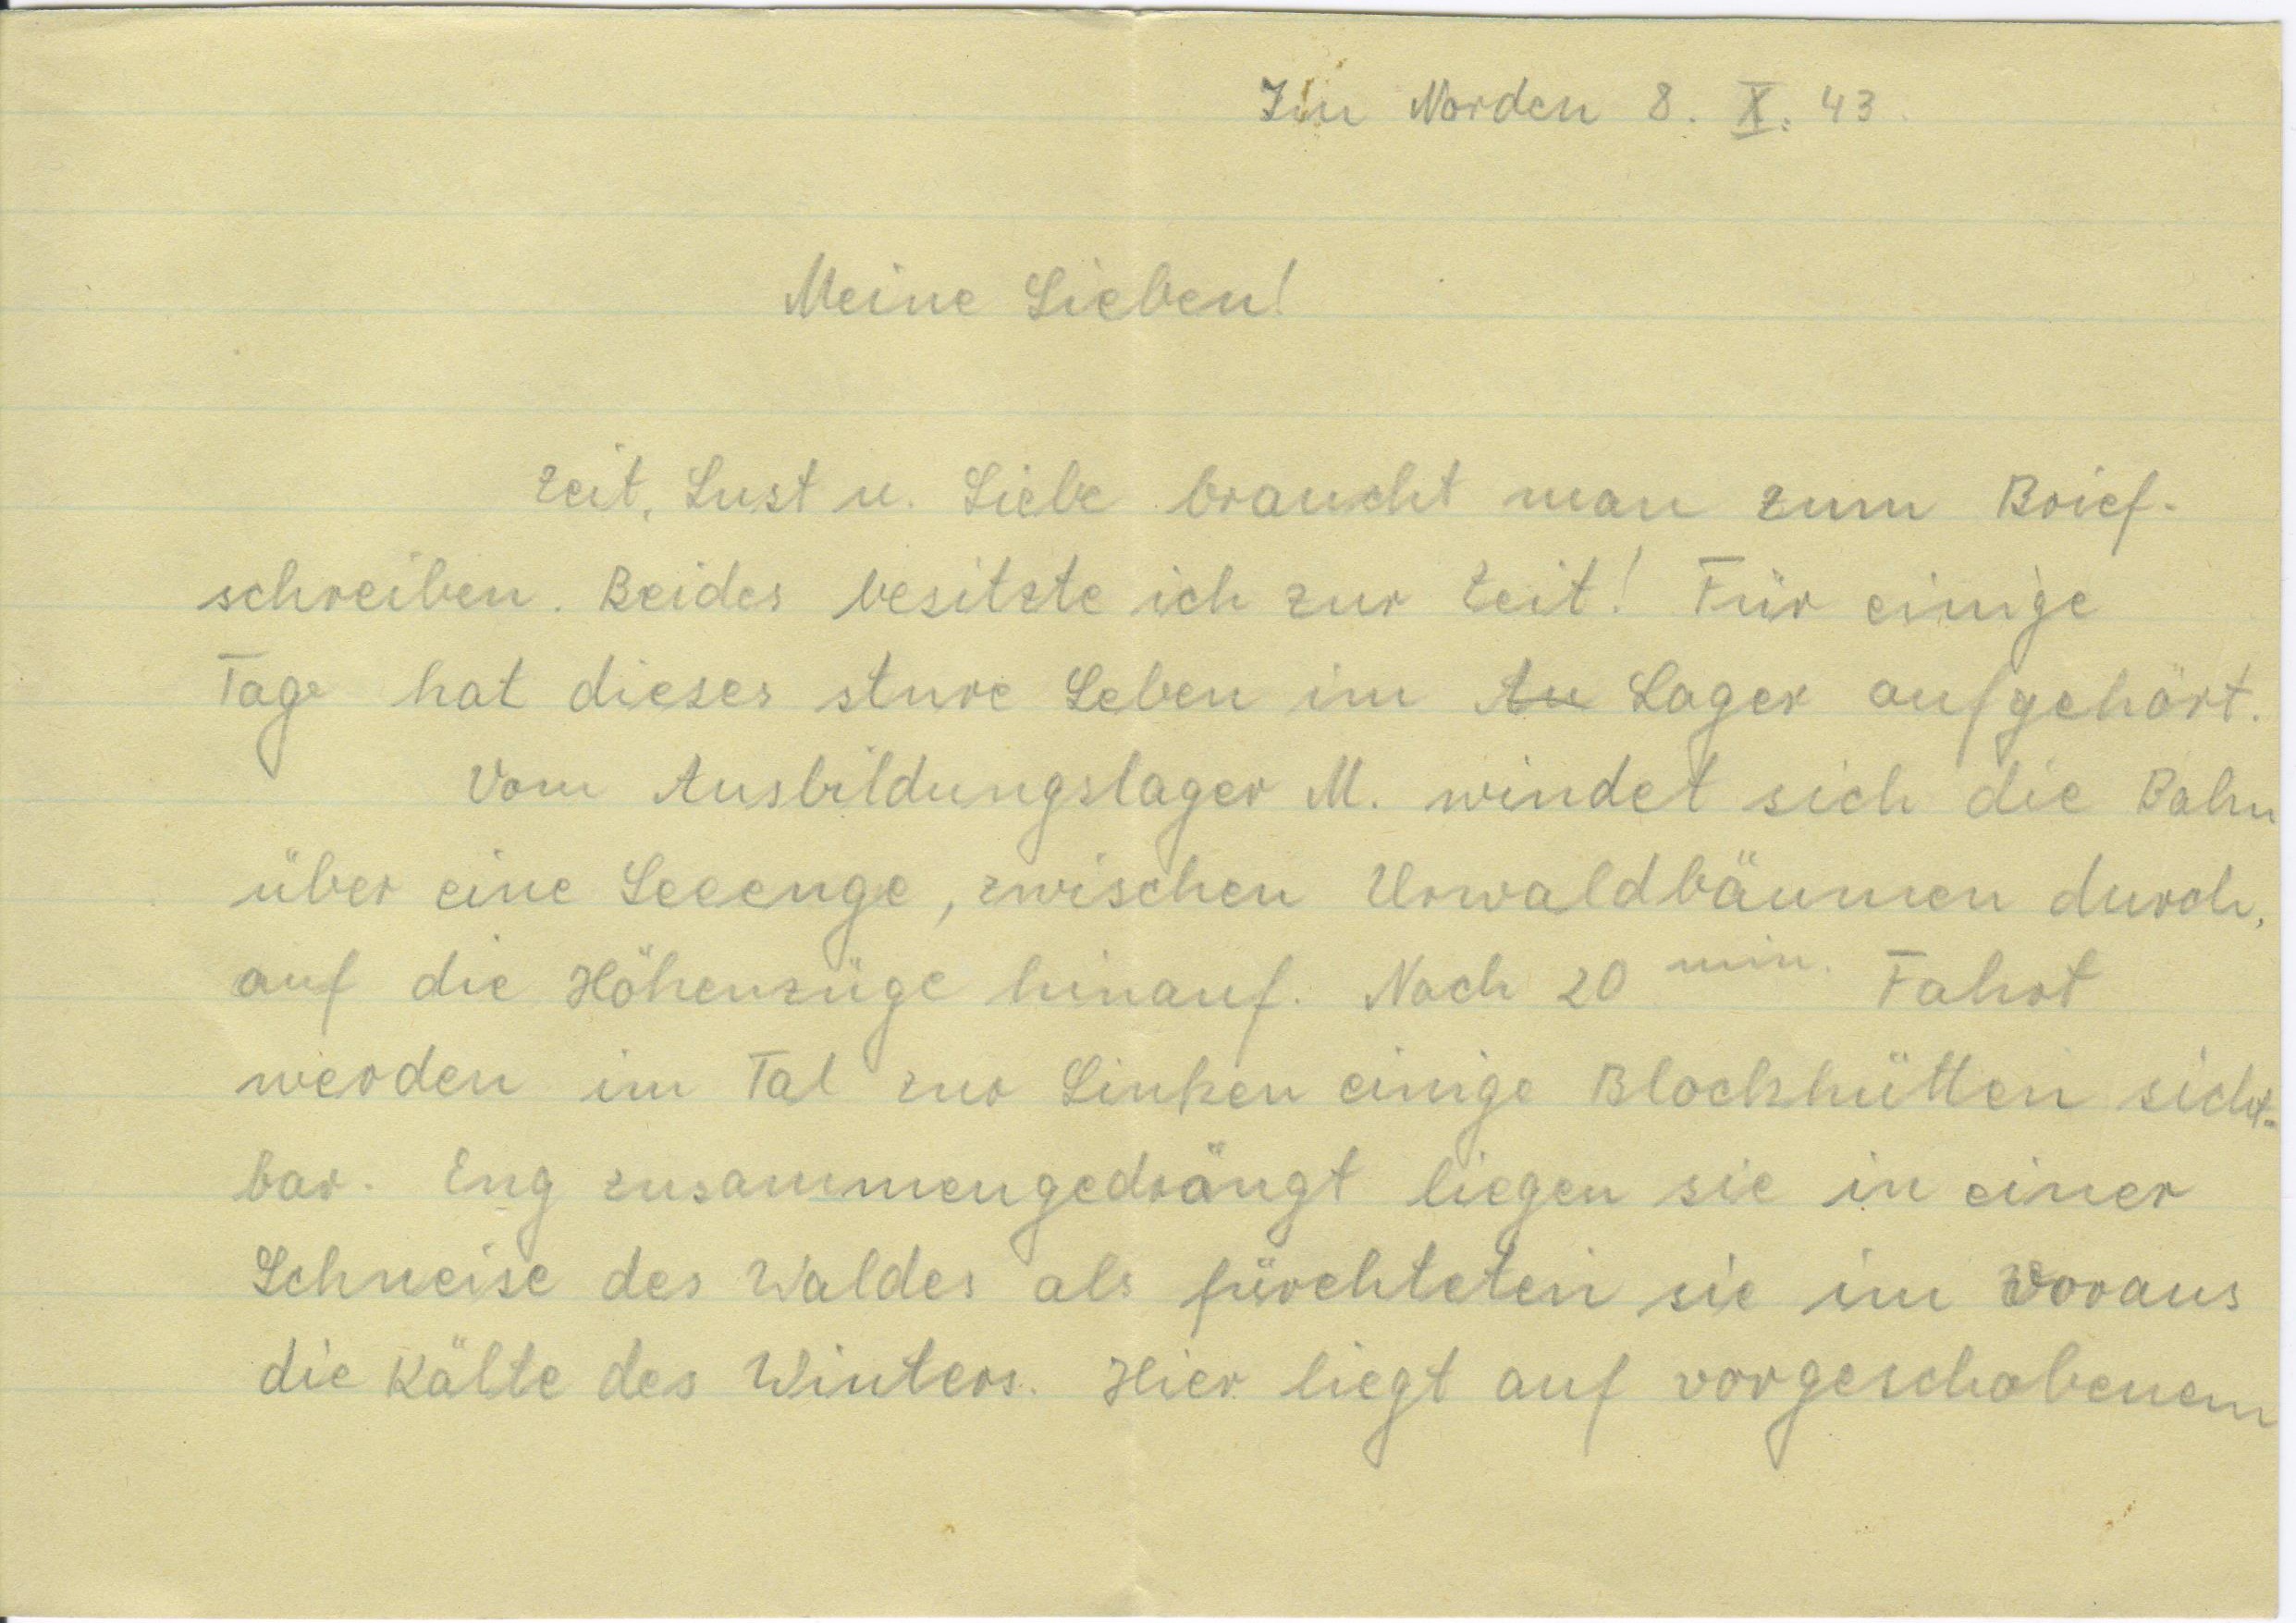 Im Norden 8. X. 43.
Meine Lieben!
Zeit, Lust u. Liebe braucht man zum Brief-
schreiben. Beides besitzte ich zur Zeit! Für einige
Tage hat dieses sture Leben im Au Lager aufgehört.
Vom Ausbildungslager M. windet sich die Bahn
über eine Seeenge, zwischen Urwaldbäumen durch,
auf die Höhenzüge hinauf. Nach 20 min. Fahrt
werden im Tal zur Linken einige Blockhütten sicht-
bar. Eng zusammengedrängt liegen sie in einer
Schneise des Waldes als fürchteten sie im Voraus
die Kälte des Winters. Hier liegt auf vorgeschobenem